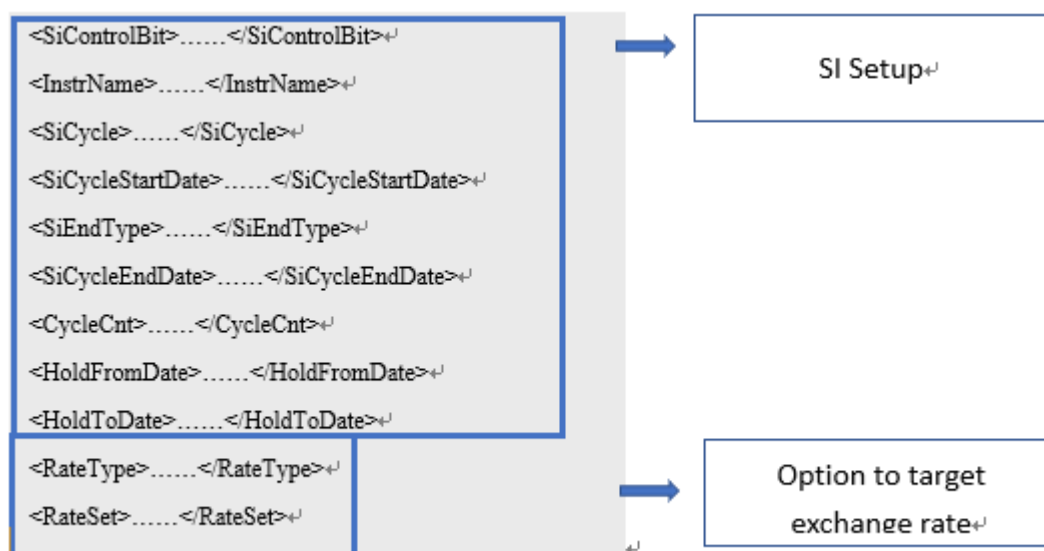 <SiControlBit>……</SiControlBit>↵
<InstrName>……</InstrName>↵
<SiCycle>……</SiCycle>↵
<SiCycleStartDate>……</SiCycleStartDate>↵
<SiEndType>……</SiEndType>↵
<SiCycleEndDate>……</SiCycleEndDate>↵
<CycleCnt>……</CycleCnt>↵
<HoldFromDate>……</HoldFromDate>↵
<HoldToDate>……</HoldToDate>↵
<RateType>……</RateType>↵
<RateSet>……</RateSet>↵
↵
SI Setup↵
Option to target
exchange rate↵